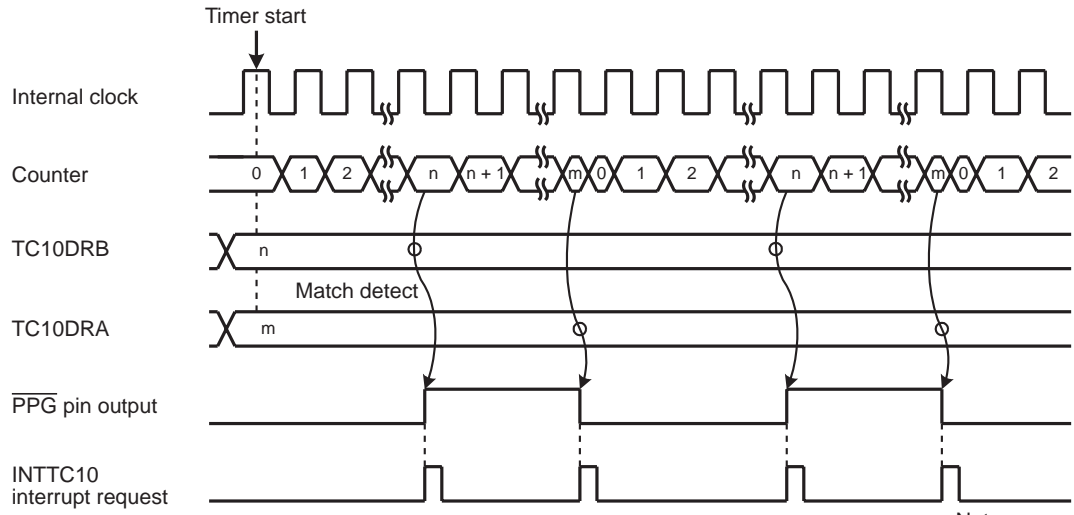 Timer start
Internal clock
Counter
0 1 2 n n + 1 m 0 1 2 n n + 1 m 0 1 2
TC10DRB
n
Match detect
TC10DRA
m
PPG pin output
INTTC10
interrupt request